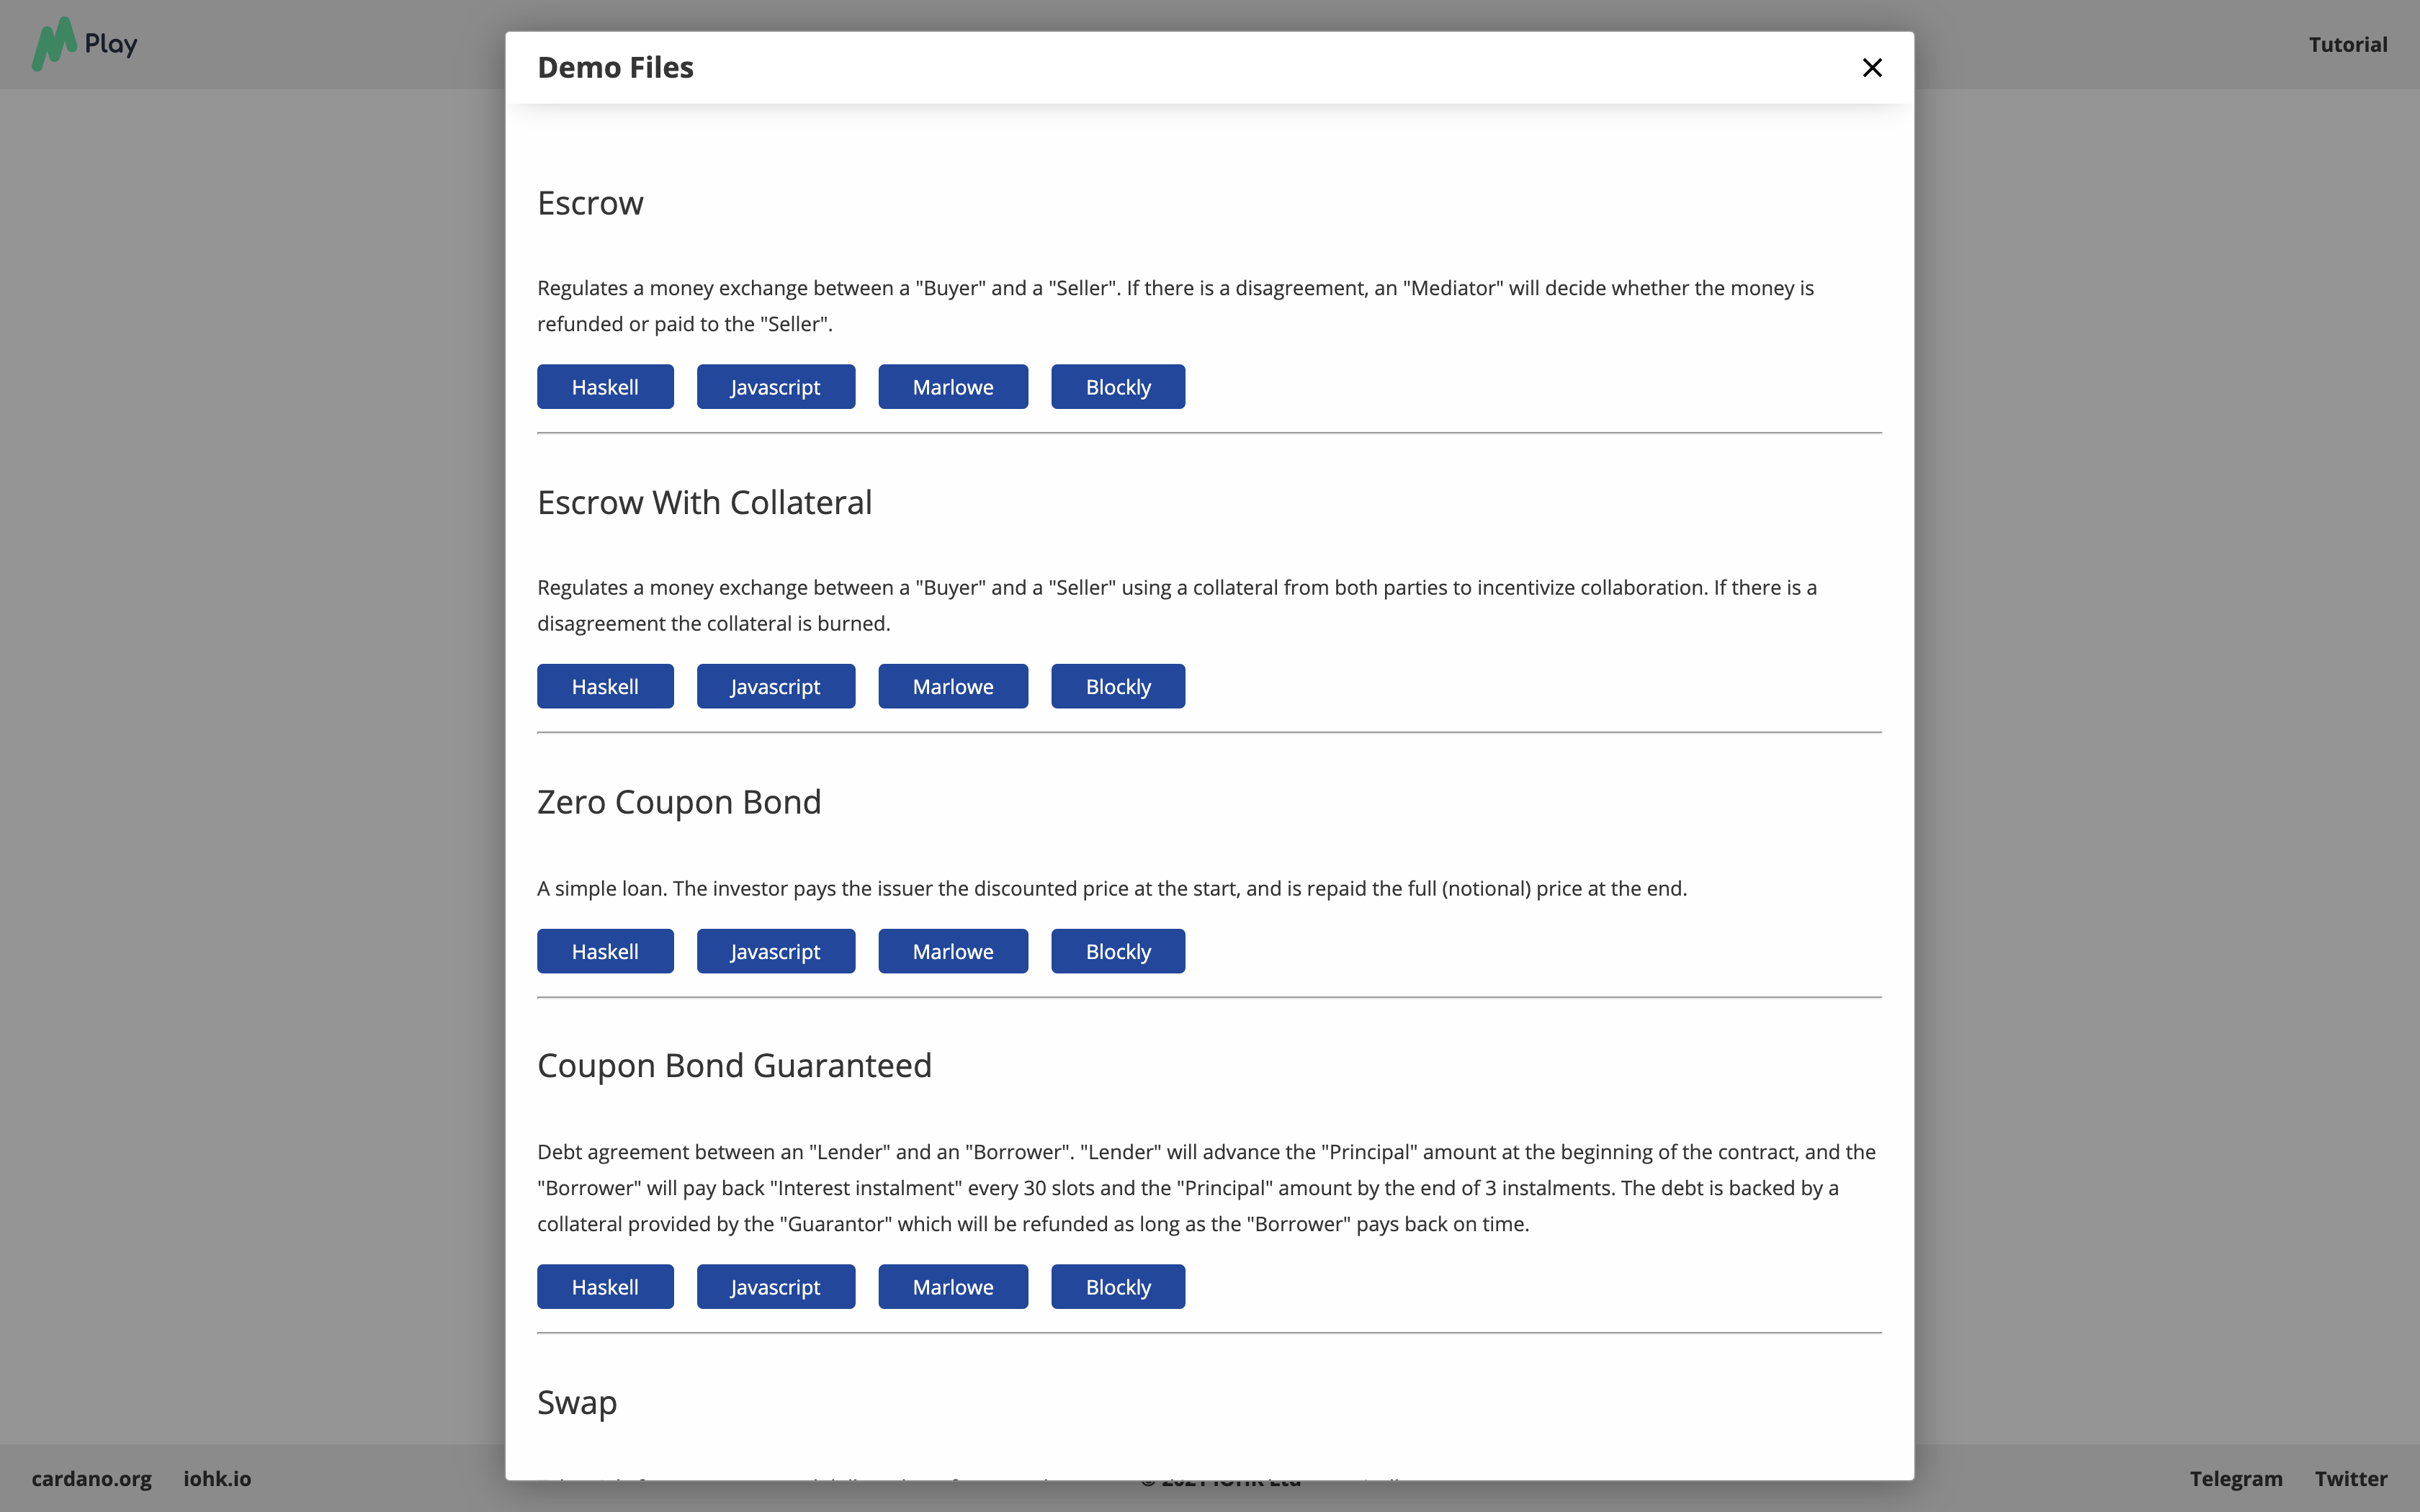 Play
Tutorial
Demo Files
Escrow
Regulates a money exchange between a "Buyer" and a "Seller". If there is a disagreement, an "Mediator" will decide whether the money is
refunded or paid to the "Seller".
Haskell Javascript Marlowe Blockly
Escrow With Collateral
Regulates a money exchange between a "Buyer" and a "Seller" using a collateral from both parties to incentivize collaboration. If there is a
disagreement the collateral is burned.
Haskell Javascript Marlowe Blockly
Zero Coupon Bond
A simple loan. The investor pays the issuer the discounted price at the start, and is repaid the full (notional) price at the end.
Haskell Javascript Marlowe Blockly
Coupon Bond Guaranteed
Debt agreement between an "Lender" and an "Borrower". "Lender" will advance the "Principal" amount at the beginning of the contract, and the
"Borrower" will pay back "Interest instalment" every 30 slots and the "Principal" amount by the end of 3 instalments. The debt is backed by a
collateral provided by the "Guarantor" which will be refunded as long as the "Borrower" pays back on time.
Haskell Javascript Marlowe Blockly
Swap
cardano.org iohk.io
© 2021 IOHK Ltd
Telegram Twitter